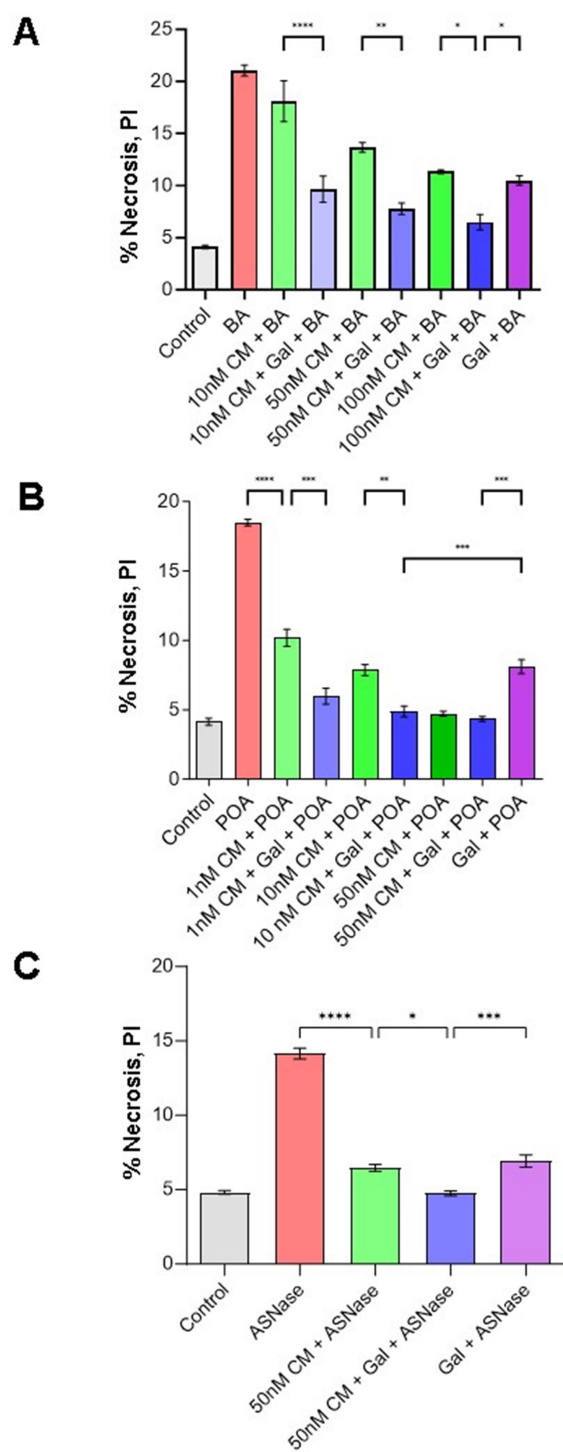 A
% Necrosis, PI
25
20
15
10
5
0
****
**
*
*
Control
BA
10nM CM + BA
10nM CM + Gal + BA
50nM CM + BA
50nM CM + Gal + BA
100nM CM + BA
100nM CM + Gal + BA
Gal + BA
B
% Necrosis, PI
20
15
10
5
0
****
***
**
***
***
Control
POA
1nM CM + POA
1nM CM + Gal + POA
10nM CM + POA
10 nM CM + Gal + POA
50nM CM + POA
50nM CM + Gal + POA
Gal + POA
C
% Necrosis, PI
20
15
10
5
0
****
*
***
Control
ASNase
50nM CM + ASNase
50nM CM + Gal + ASNase
Gal + ASNase